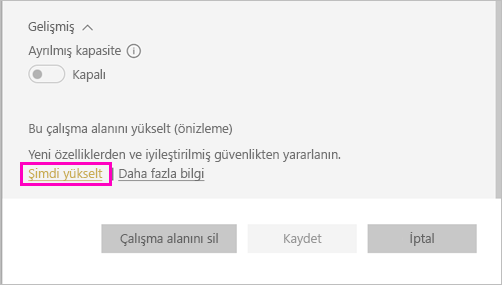 Gelişmiş
Ayrılmış kapasite
Kapalı
Bu çalışma alanını yükselt (önizleme)
Yeni özelliklerden ve iyileştirilmiş güvenlikten yararlanın.
Şimdi yükselt | Daha fazla bilgi
Çalışma alanını sil Kaydet İptal